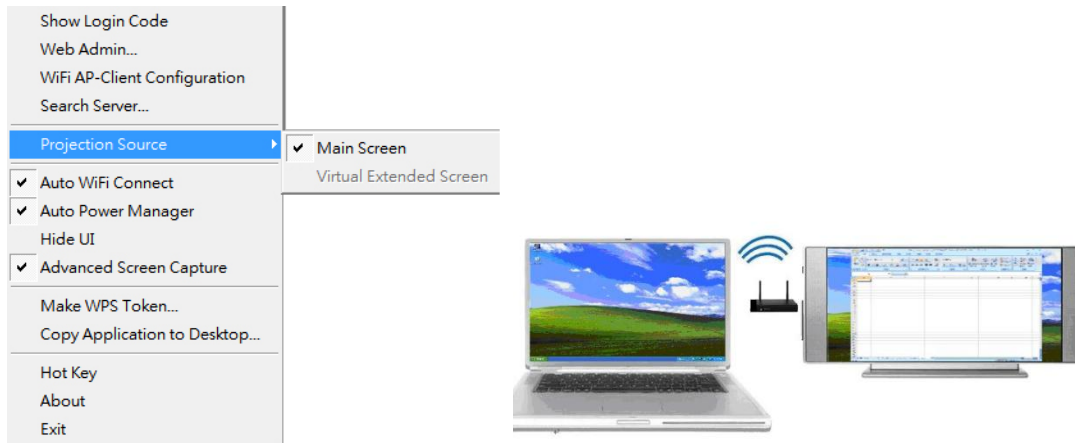 Show Login Code
Web Admin...
WiFi AP-Client Configuration
Search Server...
Projection Source
Main Screen
Virtual Extended Screen
Auto WiFi Connect
Auto Power Manager
Hide UI
Advanced Screen Capture
Make WPS Token...
Copy Application to Desktop...
Hot Key
About
Exit